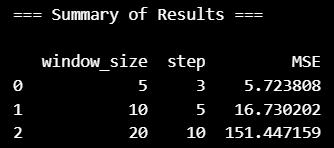 === Summary of Results ===
window_size step MSE
0 5 3 5.723808
1 10 5 16.730202
2 20 10 151.447159